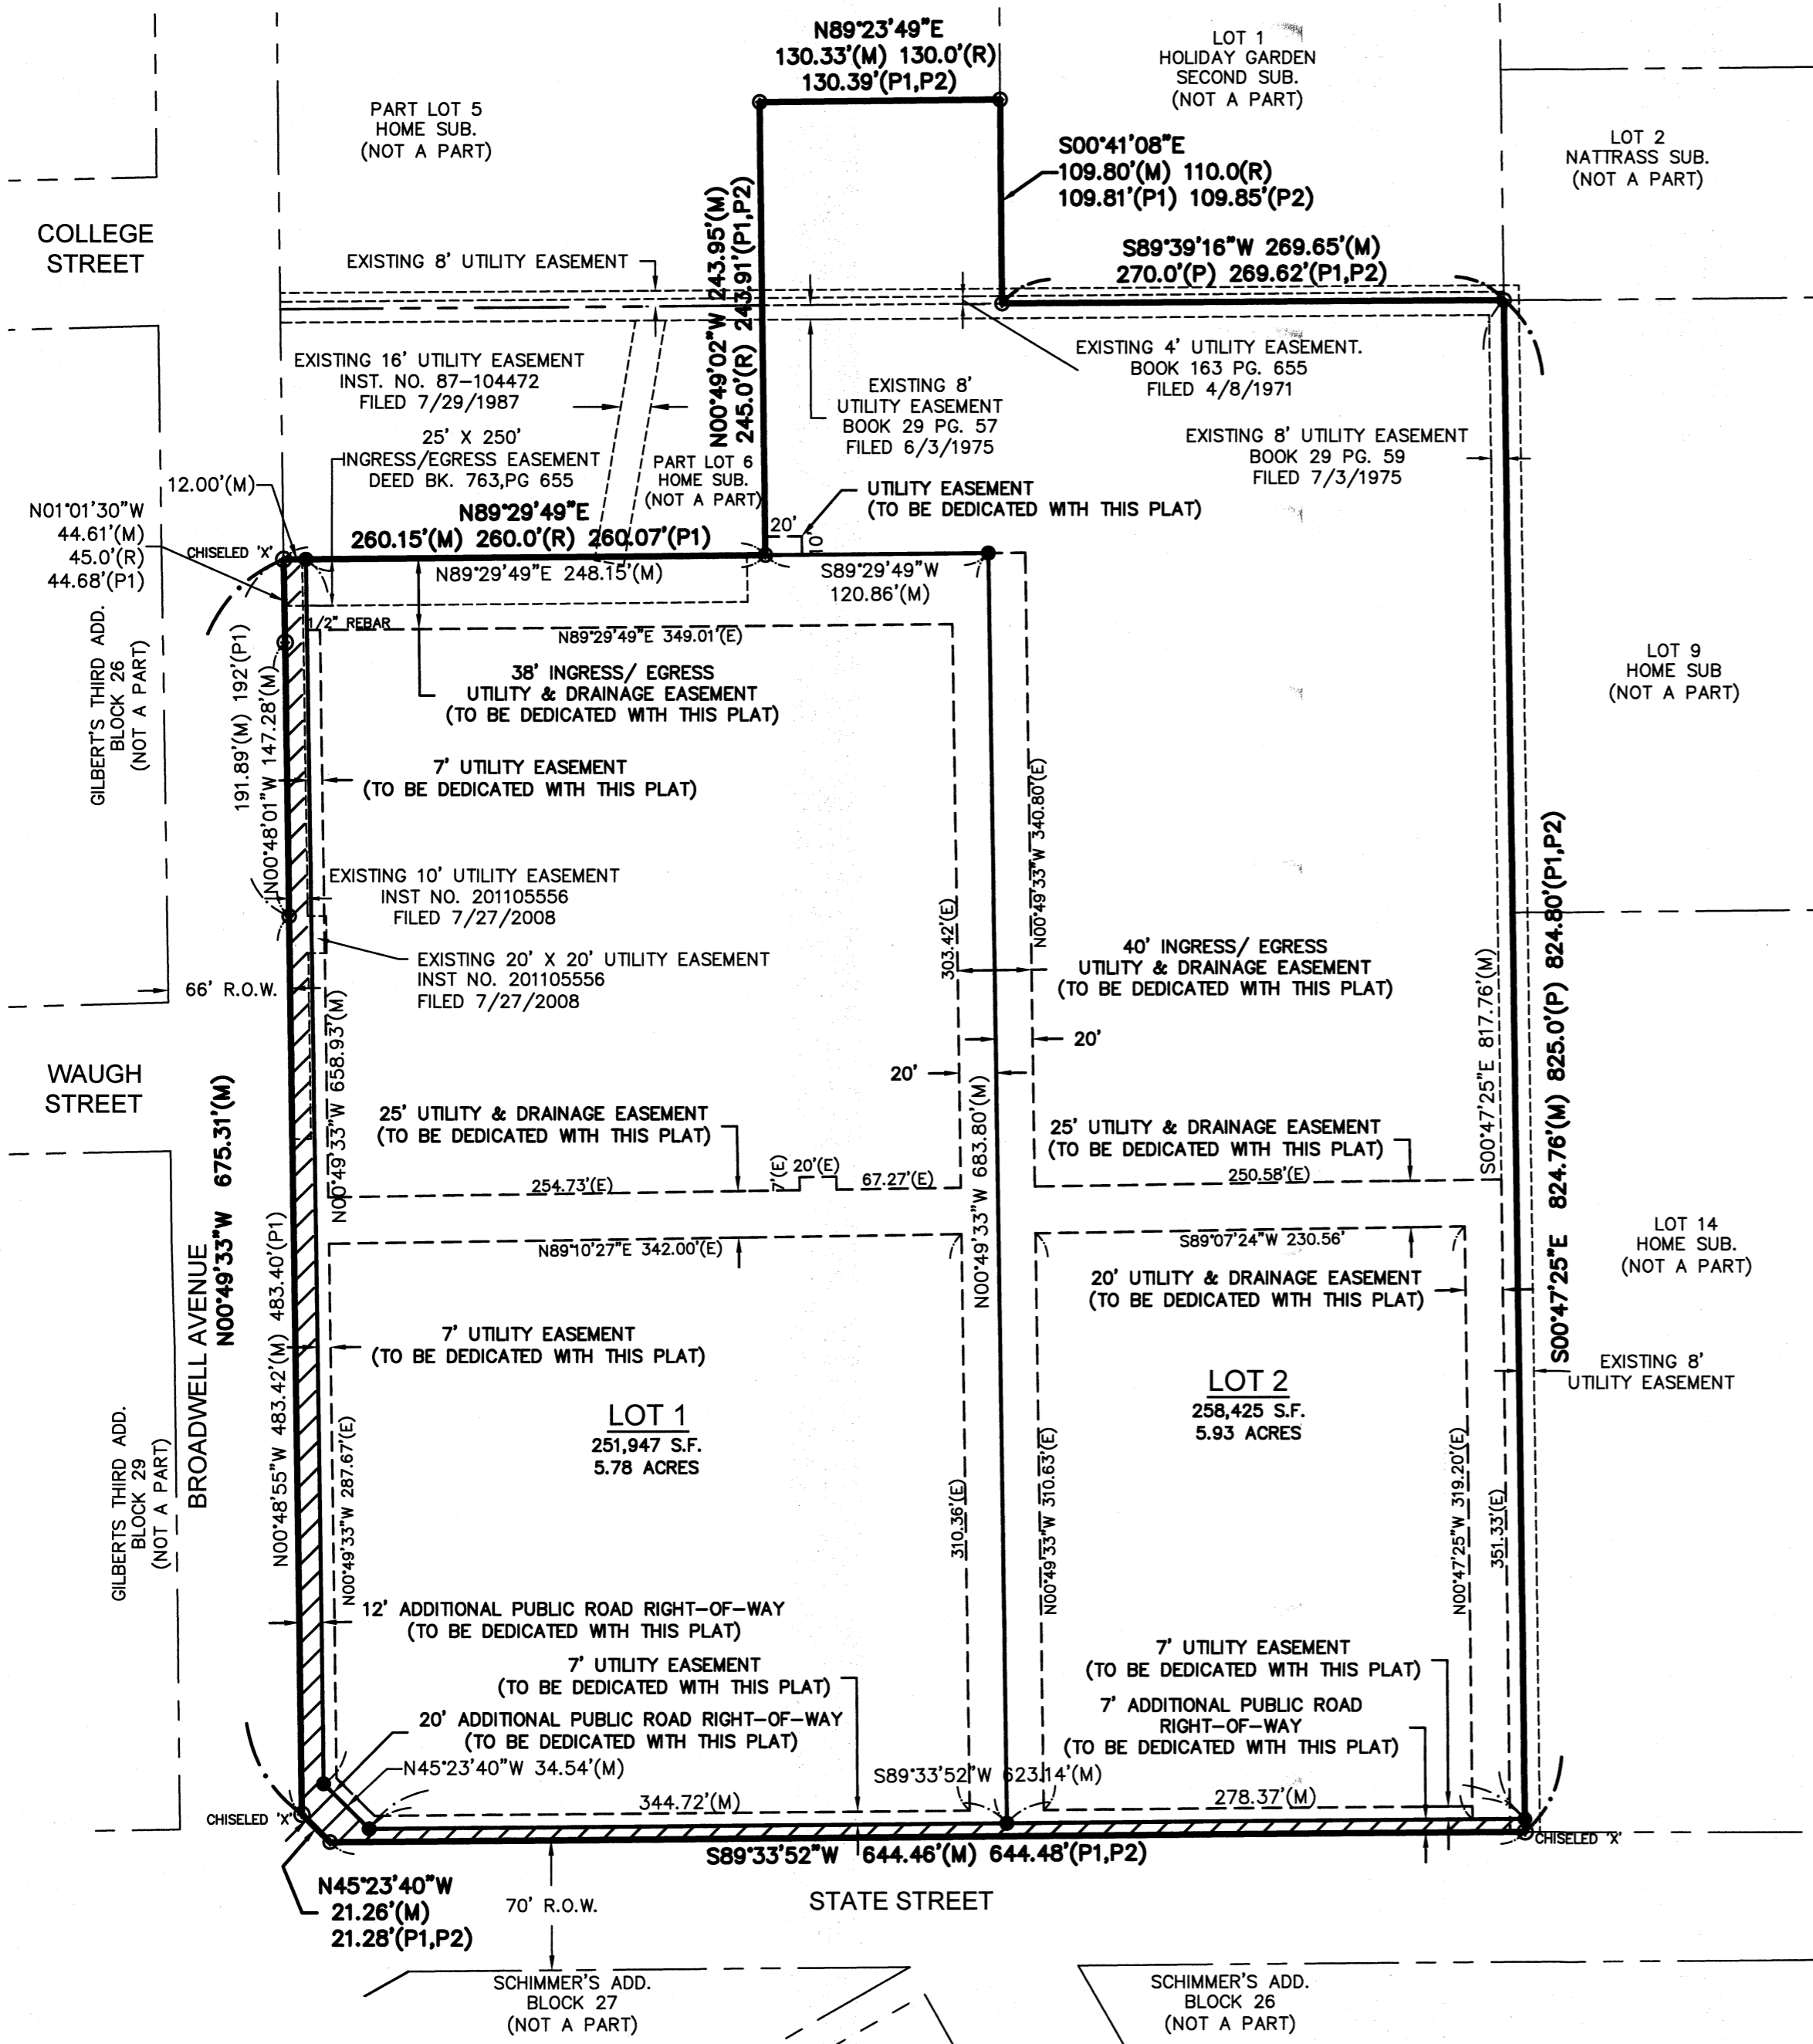 N89°23'49"E
130.33'(M) 130.0'(R)
130.39'(P1,P2)
LOT 1
HOLIDAY GARDEN
SECOND SUB.
(NOT A PART)
PART LOT 5
HOME SUB.
(NOT A PART)
LOT 2
NATTRASS SUB.
(NOT A PART)
S00°41'08"E
109.80'(M) 110.0(R)
109.81'(P1) 109.85'(P2)
COLLEGE
STREET
EXISTING 8' UTILITY EASEMENT
N00°49'02"W 243.95'(M)
245.0'(R) 243.91'(P1,P2)
S89°39'16"W 269.65'(M)
270.0'(P) 269.62'(P1,P2)
EXISTING 16' UTILITY EASEMENT
INST. NO. 87-104472
FILED 7/29/1987
EXISTING 8'
UTILITY EASEMENT
BOOK 29 PG. 57
FILED 6/3/1975
EXISTING 4' UTILITY EASEMENT.
BOOK 163 PG. 655
FILED 4/8/1971
25' X 250'
INGRESS/EGRESS EASEMENT
DEED BK. 763,PG 655
PART LOT 6
HOME SUB.
(NOT A PART)
EXISTING 8' UTILITY EASEMENT
BOOK 29 PG. 59
FILED 7/3/1975
12.00'(M)
N01°01'30"W
44.61'(M)
45.0'(R)
44.68'(P1)
CHISELED 'X'
N89°29'49"E
260.15'(M) 260.0'(R) 260.07'(P1)
UTILITY EASEMENT
(TO BE DEDICATED WITH THIS PLAT)
20'
10'
N89°29'49"E 248.15'(M)
S89°29'49"W
120.86'(M)
1/2" REBAR
N89°29'49"E 349.01'(E)
GILBERT'S THIRD ADD.
BLOCK 26
(NOT A PART)
191.89'(M) 192'(P1)
N00°48'01"W 147.28'(M)
38' INGRESS/ EGRESS
UTILITY & DRAINAGE EASEMENT
(TO BE DEDICATED WITH THIS PLAT)
LOT 9
HOME SUB
(NOT A PART)
7' UTILITY EASEMENT
(TO BE DEDICATED WITH THIS PLAT)
N00°49'33"W 340.80'(E)
303.42'(E)
EXISTING 10' UTILITY EASEMENT
INST NO. 201105556
FILED 7/27/2008
EXISTING 20' X 20' UTILITY EASEMENT
INST NO. 201105556
FILED 7/27/2008
66' R.O.W.
40' INGRESS/ EGRESS
UTILITY & DRAINAGE EASEMENT
(TO BE DEDICATED WITH THIS PLAT)
20'
20'
S00°47'25"E 817.76'(M)
S00°47'25"E 824.76'(M) 825.0'(P) 824.80'(P1,P2)
WAUGH
STREET
N00°49'33"W 658.93'(M)
25' UTILITY & DRAINAGE EASEMENT
(TO BE DEDICATED WITH THIS PLAT)
25' UTILITY & DRAINAGE EASEMENT
(TO BE DEDICATED WITH THIS PLAT)
254.73'(E)
7'(E)
20'(E)
67.27'(E)
250.58'(E)
N00°49'33"W 683.80'(M)
BROADWELL AVENUE
N00°49'33"W 675.31'(M)
N00°48'55"W 483.42'(M) 483.40'(P1)
N89°10'27"E 342.00'(E)
S89°07'24"W 230.56'
LOT 14
HOME SUB.
(NOT A PART)
20' UTILITY & DRAINAGE EASEMENT
(TO BE DEDICATED WITH THIS PLAT)
7' UTILITY EASEMENT
(TO BE DEDICATED WITH THIS PLAT)
EXISTING 8'
UTILITY EASEMENT
LOT 1
251,947 S.F.
5.78 ACRES
LOT 2
258,425 S.F.
5.93 ACRES
GILBERTS THIRD ADD.
BLOCK 29
(NOT A PART)
N00°49'33"W 287.67'(E)
310.36'(E)
N00°49'33"W 310.63'(E)
N00°47'25"W 319.20'(E)
351.33'(E)
12' ADDITIONAL PUBLIC ROAD RIGHT-OF-WAY
(TO BE DEDICATED WITH THIS PLAT)
7' UTILITY EASEMENT
(TO BE DEDICATED WITH THIS PLAT)
7' UTILITY EASEMENT
(TO BE DEDICATED WITH THIS PLAT)
20' ADDITIONAL PUBLIC ROAD RIGHT-OF-WAY
(TO BE DEDICATED WITH THIS PLAT)
7' ADDITIONAL PUBLIC ROAD
RIGHT-OF-WAY
(TO BE DEDICATED WITH THIS PLAT)
N45°23'40"W 34.54'(M)
S89°33'52"W 623.14'(M)
344.72'(M)
278.37'(M)
CHISELED 'X'
CHISELED 'X'
S89°33'52"W 644.46'(M) 644.48'(P1,P2)
N45°23'40"W
21.26'(M)
21.28'(P1,P2)
70' R.O.W.
STATE STREET
SCHIMMER'S ADD.
BLOCK 27
(NOT A PART)
SCHIMMER'S ADD.
BLOCK 26
(NOT A PART)